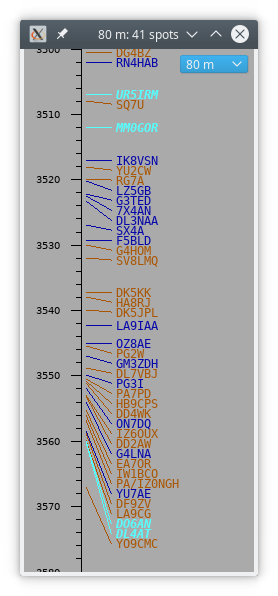 80 m: 41 spots
3500
DG4BZ
RN4HAB
80 m
UR5IRM
SQ7U
3510
MM0GOR
IK8VSN
YU2CW
3520
RG7A
LZ5GB
G3TED
7X4AN
DL3NAA
SX4A
F5BLD
3530
G4HOM
SV8LMQ
DK5KK
HA8RJ
3540
DK5JPL
LA9IAA
OZ8AE
PG2W
GM3ZDH
DL7VBJ
3550
PG3I
PA7PD
HB9CPS
DD4WK
ON7DQ
IZ6OUX
3560
DD2AW
G4LNA
EA7OR
IW1BCO
PA/IZ0NGH
YU7AE
DF9ZV
3570
LA9CG
DO6AN
DL4AT
YO9CMC
3580